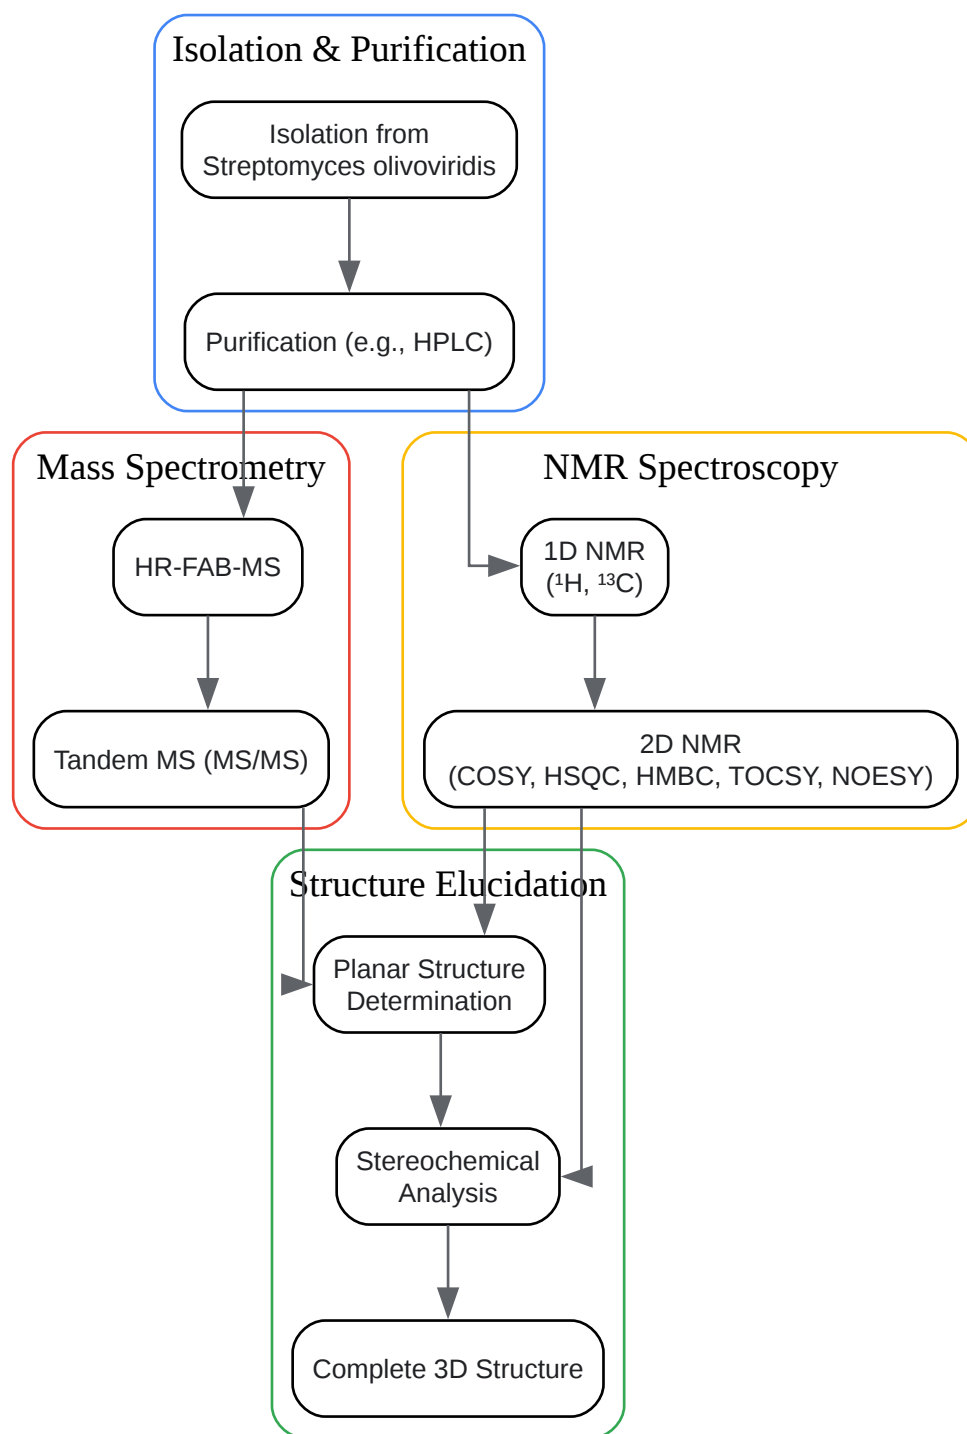 Isolation & Purification
Isolation from
Streptomyces olivoviridis
Purification (e.g., HPLC)
Mass Spectrometry
HR-FAB-MS
Tandem MS (MS/MS)
NMR Spectroscopy
1D NMR
(¹H, ¹³C)
2D NMR
(COSY, HSQC, HMBC, TOCSY, NOESY)
Structure Elucidation
Planar Structure
Determination
Stereochemical
Analysis
Complete 3D Structure